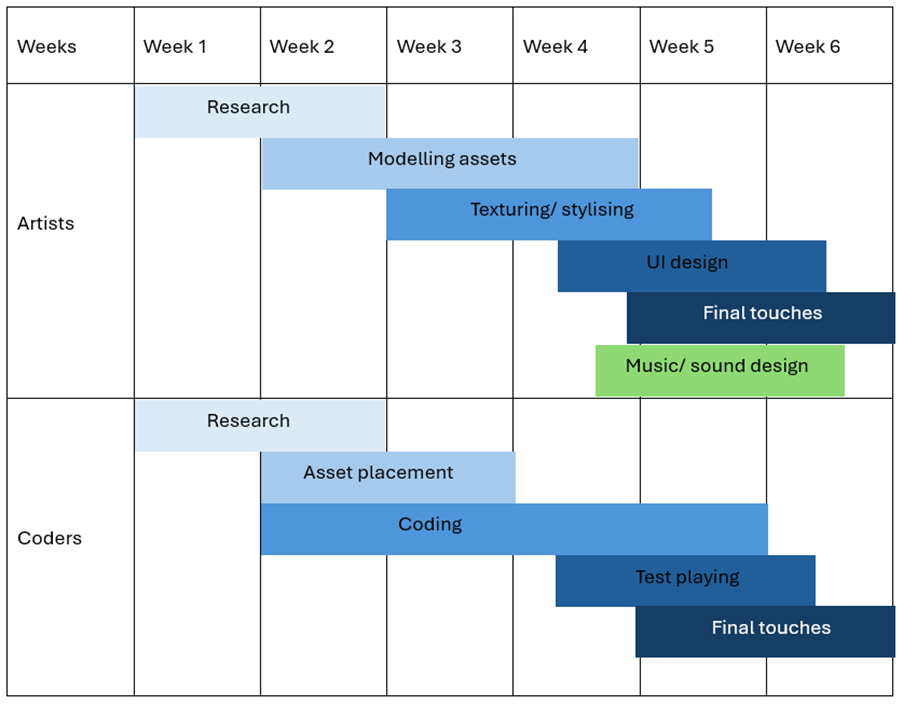 Weeks
Week 1
Week 2
Week 3
Week 4
Week 5
Week 6
Artists
Research
Modelling assets
Texturing/ stylising
UI design
Final touches
Music/ sound design
Coders
Research
Asset placement
Coding
Test playing
Final touches